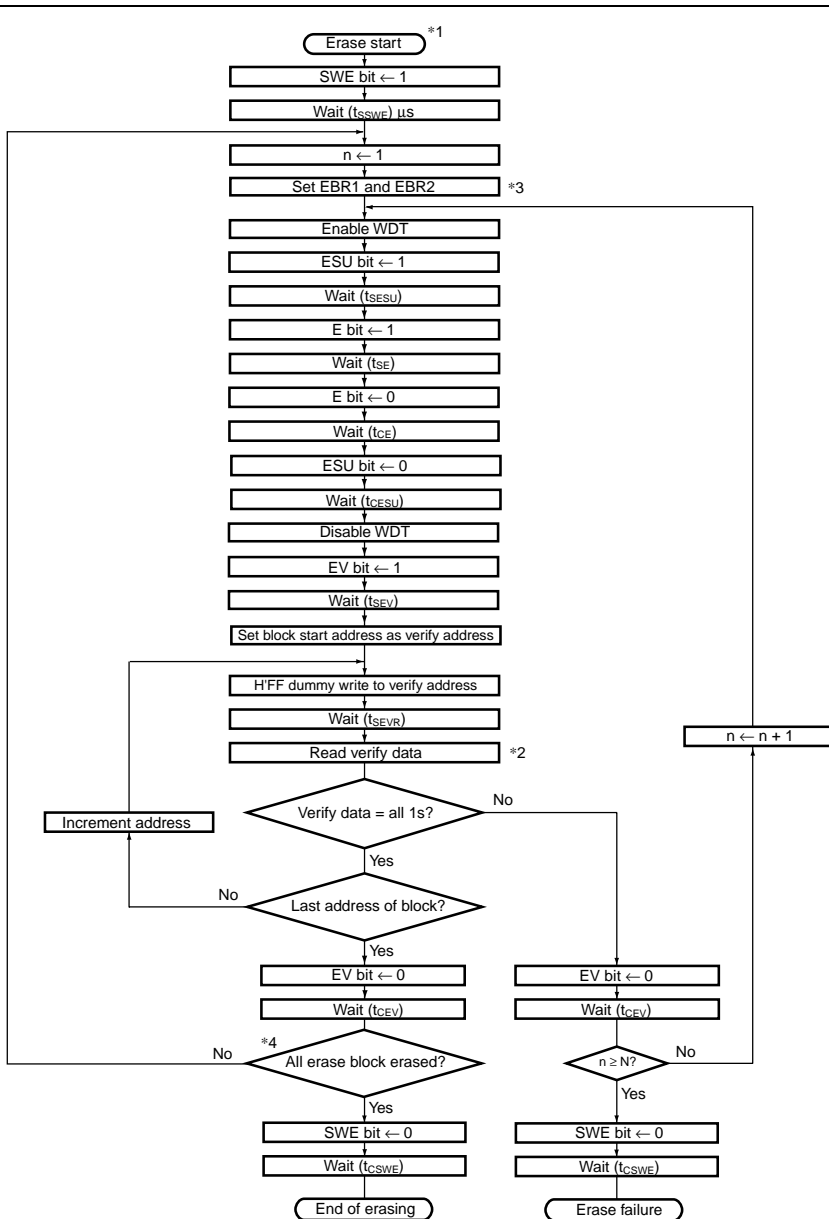 Erase start
*1
SWE bit ← 1
Wait (tSSWE) μs
n ← 1
Set EBR1 and EBR2
*3
Enable WDT
ESU bit ← 1
Wait (tSESU)
E bit ← 1
Wait (tSE)
E bit ← 0
Wait (tCE)
ESU bit ← 0
Wait (tCESU)
Disable WDT
EV bit ← 1
Wait (tSEV)
Set block start address as verify address
H'FF dummy write to verify address
Wait (tSEVR)
Read verify data
*2
n ← n + 1
Verify data = all 1s?
No
Increment address
Yes
No
Last address of block?
Yes
EV bit ← 0
EV bit ← 0
Wait (tCEV)
Wait (tCEV)
*4
No
All erase block erased?
n ≥ N?
No
Yes
Yes
SWE bit ← 0
SWE bit ← 0
Wait (tCSWE)
Wait (tCSWE)
End of erasing
Erase failure